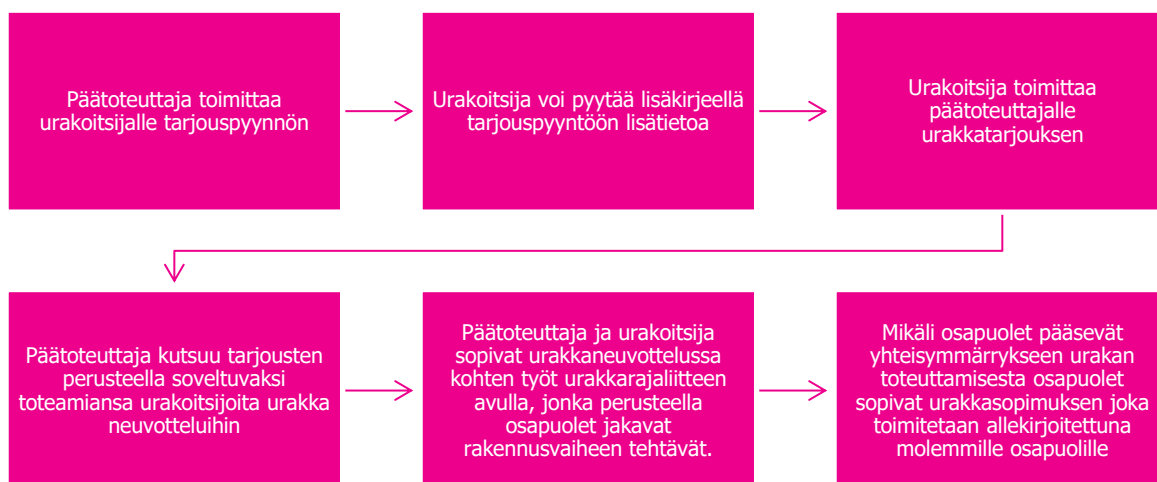 Päätoteuttaja toimittaa
urakoitsijalle tarjouspyynnön
Urakoitsija voi pyytää lisäkirjeellä
tarjouspyyntöön lisätietoa
Urakoitsija toimittaa
päätoteuttajalle
urakkatarjouksen
Päätoteuttaja kutsuu tarjousten
perusteella soveltuvaksi
toteamiansa urakoitsijoita urakka
neuvotteluihin
Päätoteuttaja ja urakoitsija
sopivat urakkaneuvottelussa
kohten työt urakkarajaliitteen
avulla, jonka perusteella
osapuolet jakavat
rakennusvaiheen tehtävät.
Mikäli osapuolet pääsevät
yhteisymmärrykseen urakan
toteuttamisesta osapuolet
sopivat urakkasopimuksen joka
toimitetaan allekirjoitettuna
molemmille osapuolille